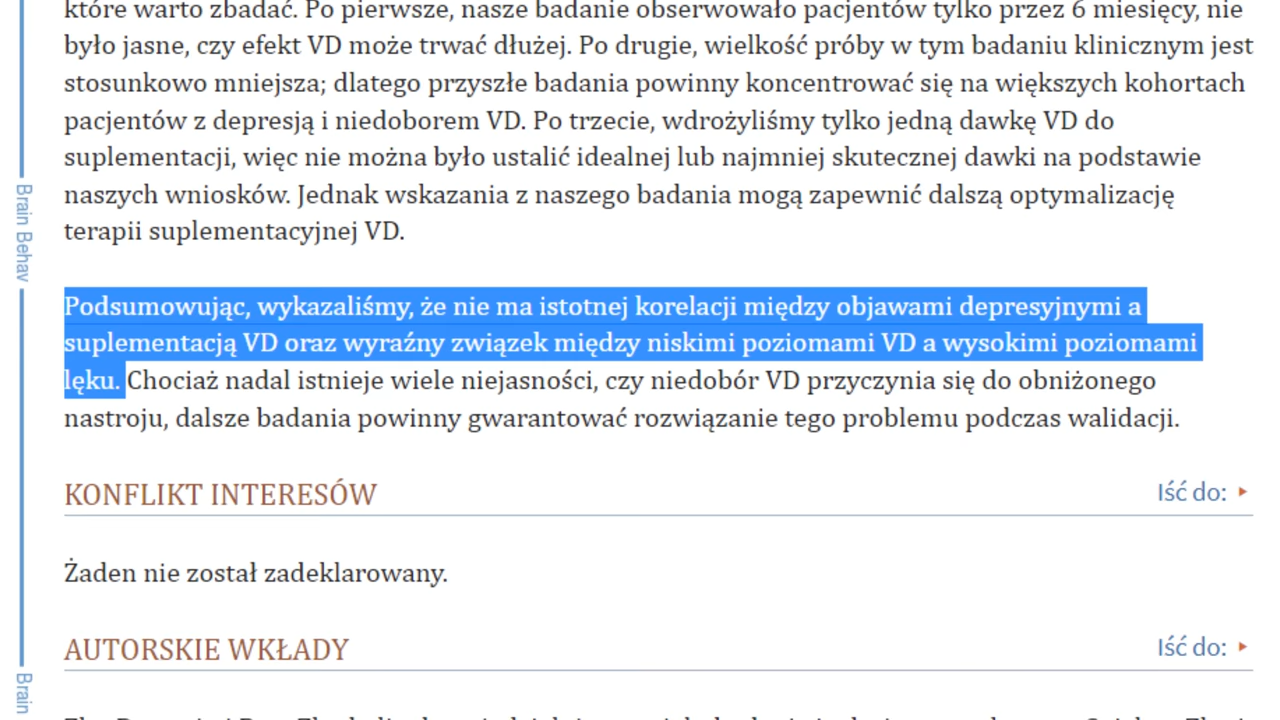 które warto zbadać. Po pierwsze, nasze badanie obserwowało pacjentów tylko przez 6 miesięcy, nie
było jasne, czy efekt VD może trwać dłużej. Po drugie, wielkość próby w tym badaniu klinicznym jest
stosunkowo mniejsza; dlatego przyszłe badania powinny koncentrować się na większych kohortach
pacjentów z depresją i niedoborem VD. Po trzecie, wdrożyliśmy tylko jedną dawkę VD do
suplementacji, więc nie można było ustalić idealnej lub najmniej skutecznej dawki na podstawie
naszych wniosków. Jednak wskazania z naszego badania mogą zapewnić dalszą optymalizację
terapii suplementacyjnej VD.
Podsumowując, wykazaliśmy, że nie ma istotnej korelacji między objawami depresyjnymi a
suplementacją VD oraz wyraźny związek między niskimi poziomami VD a wysokimi poziomami
lęku. Chociaż nadal istnieje wiele niejasności, czy niedobór VD przyczynia się do obniżonego
nastroju, dalsze badania powinny gwarantować rozwiązanie tego problemu podczas walidacji.
KONFLIKT INTERESÓW
Iść do:
Żaden nie został zadeklarowany.
AUTORSKIE WKŁADY
Iść do:
Brain Behav
Brain